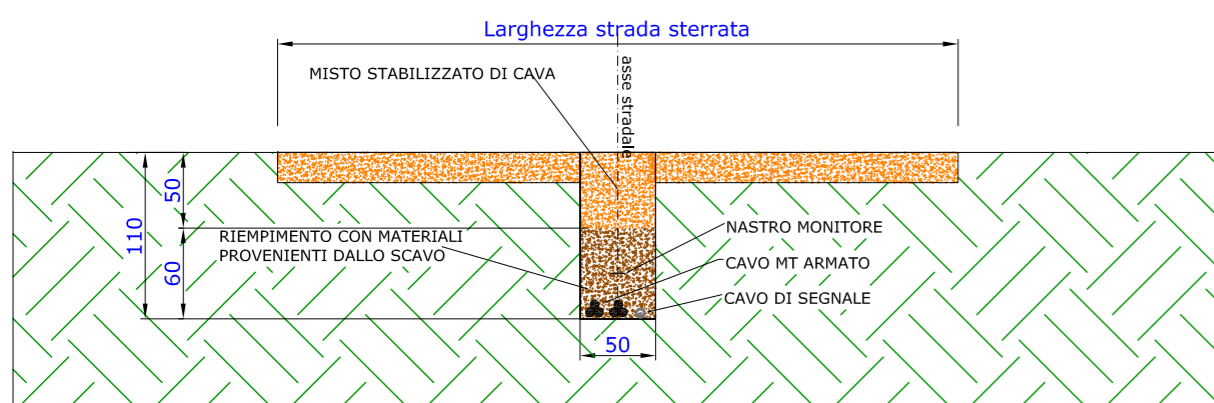 Larghezza strada sterrata
MISTO STABILIZZATO DI CAVA
asse stradale
50
110
60
RIEMPIMENTO CON MATERIALI
PROVENIENTI DALLO SCAVO
NASTRO MONITORE
CAVO MT ARMATO
CAVO DI SEGNALE
50